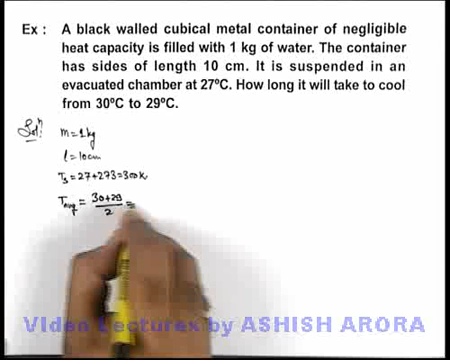 Ex : A black walled cubical metal container of negligible
heat capacity is filled with 1 kg of water. The container
has sides of length 10 cm. It is suspended in an
evacuated chamber at 27ºC. How long it will take to cool
from 30ºC to 29ºC.
Solⁿ
m = 1kg
l = 10cm
Ts = 27+273 = 300K
Tavg = 30+29/2 =
Video Lectures by ASHISH ARORA